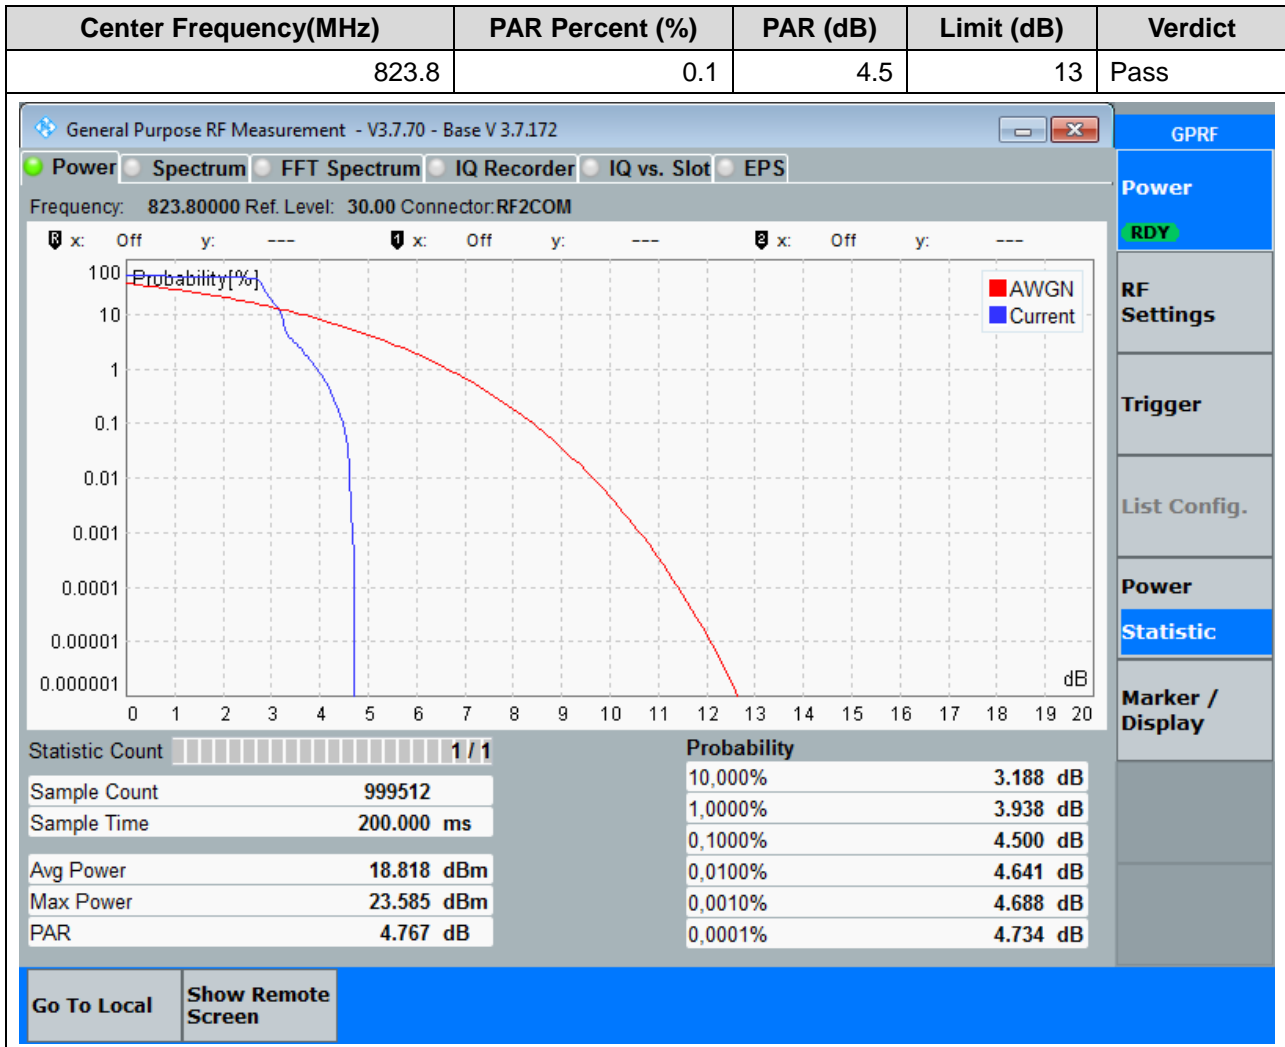 Center Frequency(MHz) PAR Percent (%) PAR (dB) Limit (dB) Verdict
823.8 0.1 4.5 13 Pass
General Purpose RF Measurement - V3.7.70 - Base V 3.7.172
GPRF
Power Spectrum FFT Spectrum IQ Recorder IQ vs. Slot EPS
Power
RDY
Frequency: 823.80000 Ref. Level: 30.00 Connector:RF2COM
R x: Off y: --- 1 x: Off y: --- 2 x: Off y: ---
Probability[%]
AWGN
Current
100
10
1
0.1
0.01
0.001
0.0001
0.00001
0.000001
dB
0 1 2 3 4 5 6 7 8 9 10 11 12 13 14 15 16 17 18 19 20
RF
Settings
Trigger
List Config.
Power
Statistic
Marker /
Display
Statistic Count 1 / 1
Sample Count 999512
Sample Time 200.000 ms
Avg Power 18.818 dBm
Max Power 23.585 dBm
PAR 4.767 dB
Probability
10,000% 3.188 dB
1,0000% 3.938 dB
0,1000% 4.500 dB
0,0100% 4.641 dB
0,0010% 4.688 dB
0,0001% 4.734 dB
Go To Local
Show Remote
Screen